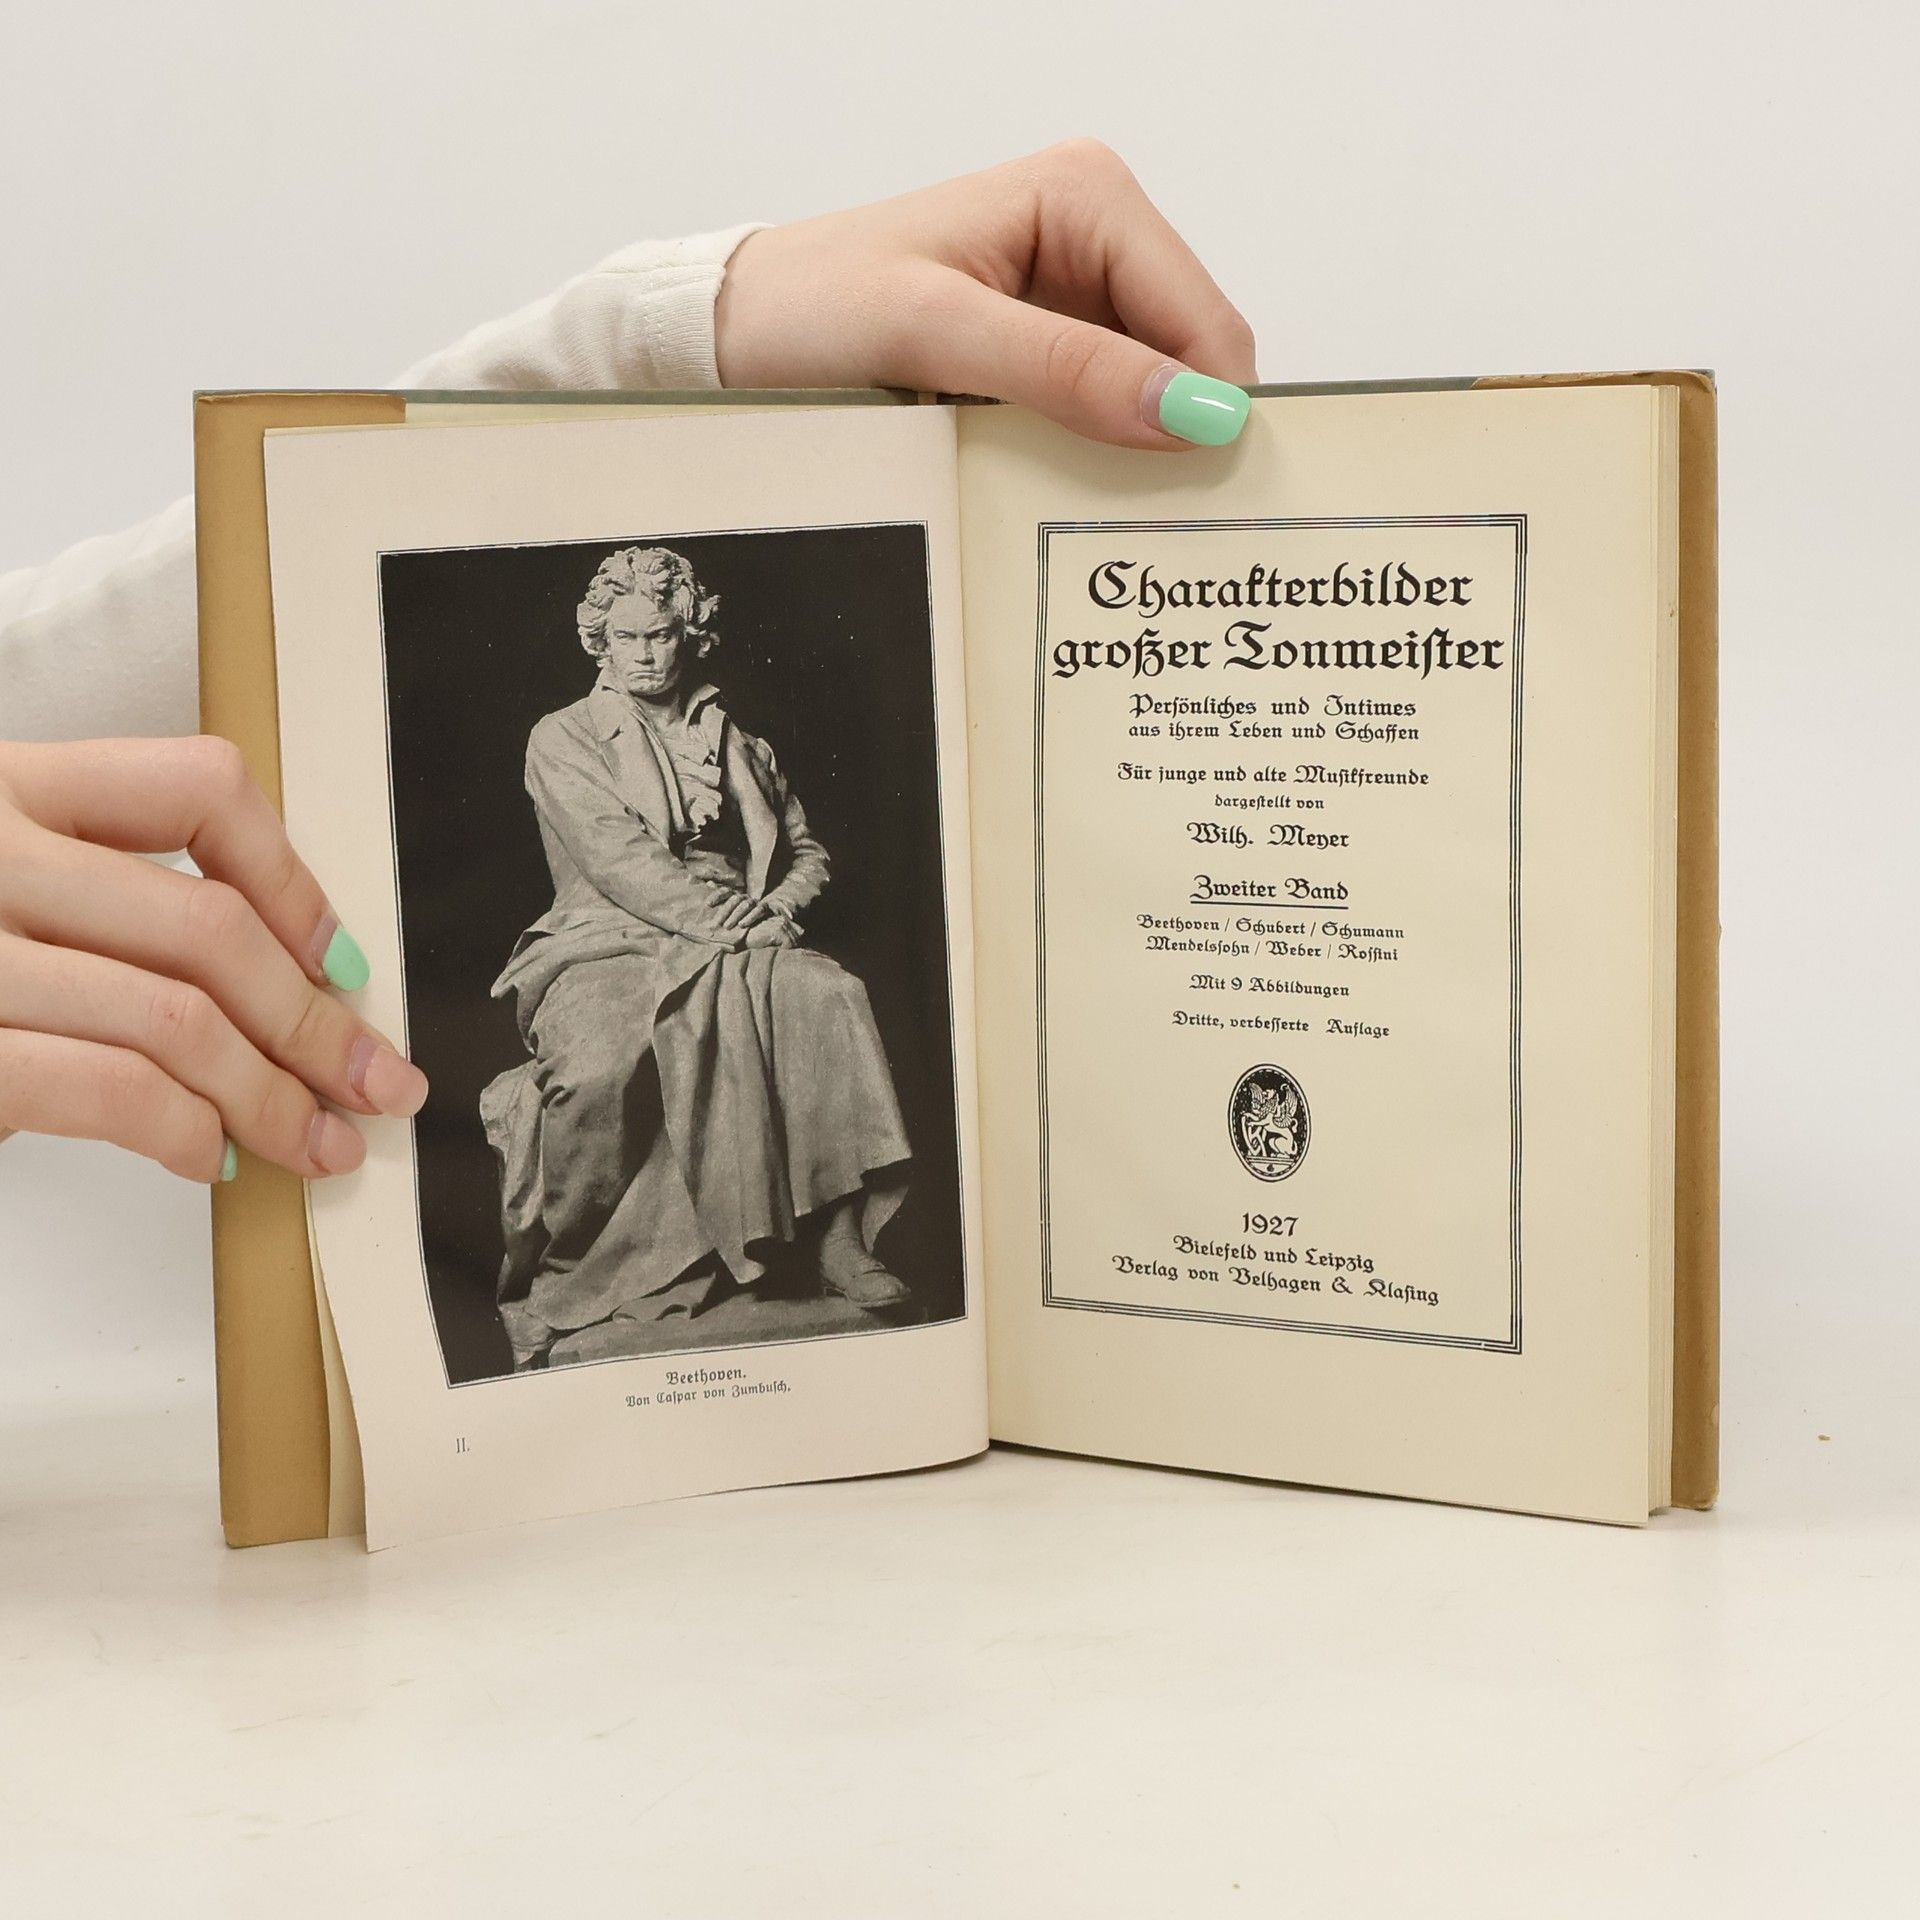 Beethoven.
Von Caspar von Zumbusch.
II.
Charakterbilder
großer Tonmeister
Persönliches und Intimes
aus ihrem Leben und Schaffen
Für junge und alte Musikfreunde
dargestellt von
Wilh. Meyer
Zweiter Band
Beethoven / Schubert / Schumann
Mendelssohn / Weber / Rossini
Mit 9 Abbildungen
Dritte, verbesserte Auflage
VK
1927
Bielefeld und Leipzig
Verlag von Velhagen & Klasing